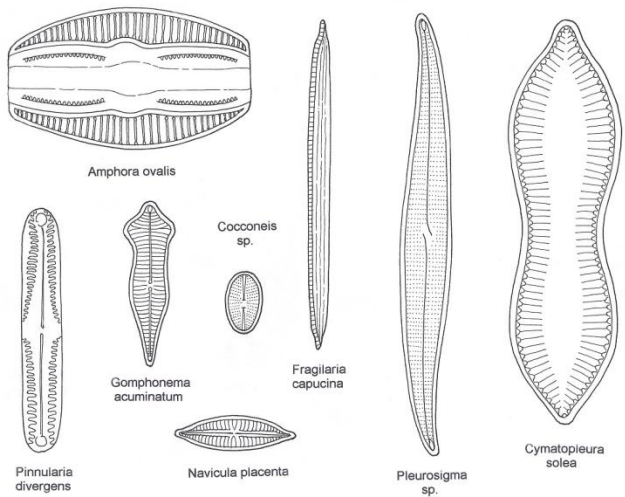 Amphora ovalis
Cocconeis
sp.
Gomphonema
acuminatum
Fragilaria
capucina
Pinnularia
divergens
Navicula placenta
Pleurosigma
sp.
Cymatopieura
solea